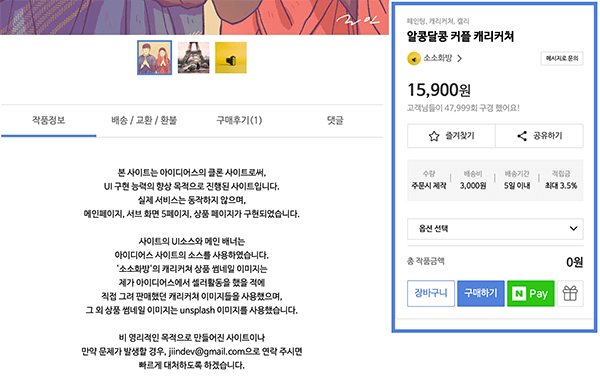 작품정보
배송 / 교환 / 환불
구매후기(1)
댓글
본 사이트는 아이디어스의 클론 사이트로써,
UI 구현 능력의 향상 목적으로 진행된 사이트입니다.
실제 서비스는 동작하지 않으며,
메인페이지, 서브 화면 5페이지, 상품 페이지가 구현되었습니다.
사이트의 UI소스와 메인 배너는
아이디어스 사이트의 소스를 사용하였습니다.
'소소화방'의 캐리커쳐 상품 썸네일 이미지는
제가 아이디어스에서 셀러활동을 했을 적에
직접 그려 판매했던 캐리커쳐 이미지들을 사용했으며,
그 외 상품 썸네일 이미지는 unsplash 이미지를 사용했습니다.
비 영리적인 목적으로 만들어진 사이트이나
만약 문제가 발생할 경우, jiindev@gmail.com으로 연락 주시면
빠르게 대처하도록 하겠습니다.
페인팅, 캐리커쳐, 캘리
알콩달콩 커플 캐리커쳐
소소화방
메시지로 문의
15,900원
고객님들이 47,999회 구경 했어요!
즐겨찾기
공유하기
수량
배송비
배송기간
적립금
주문시 제작
3,000원
5일 이내
최대 3.5%
옵션 선택
총 작품금액
0원
장바구니
구매하기
N Pay